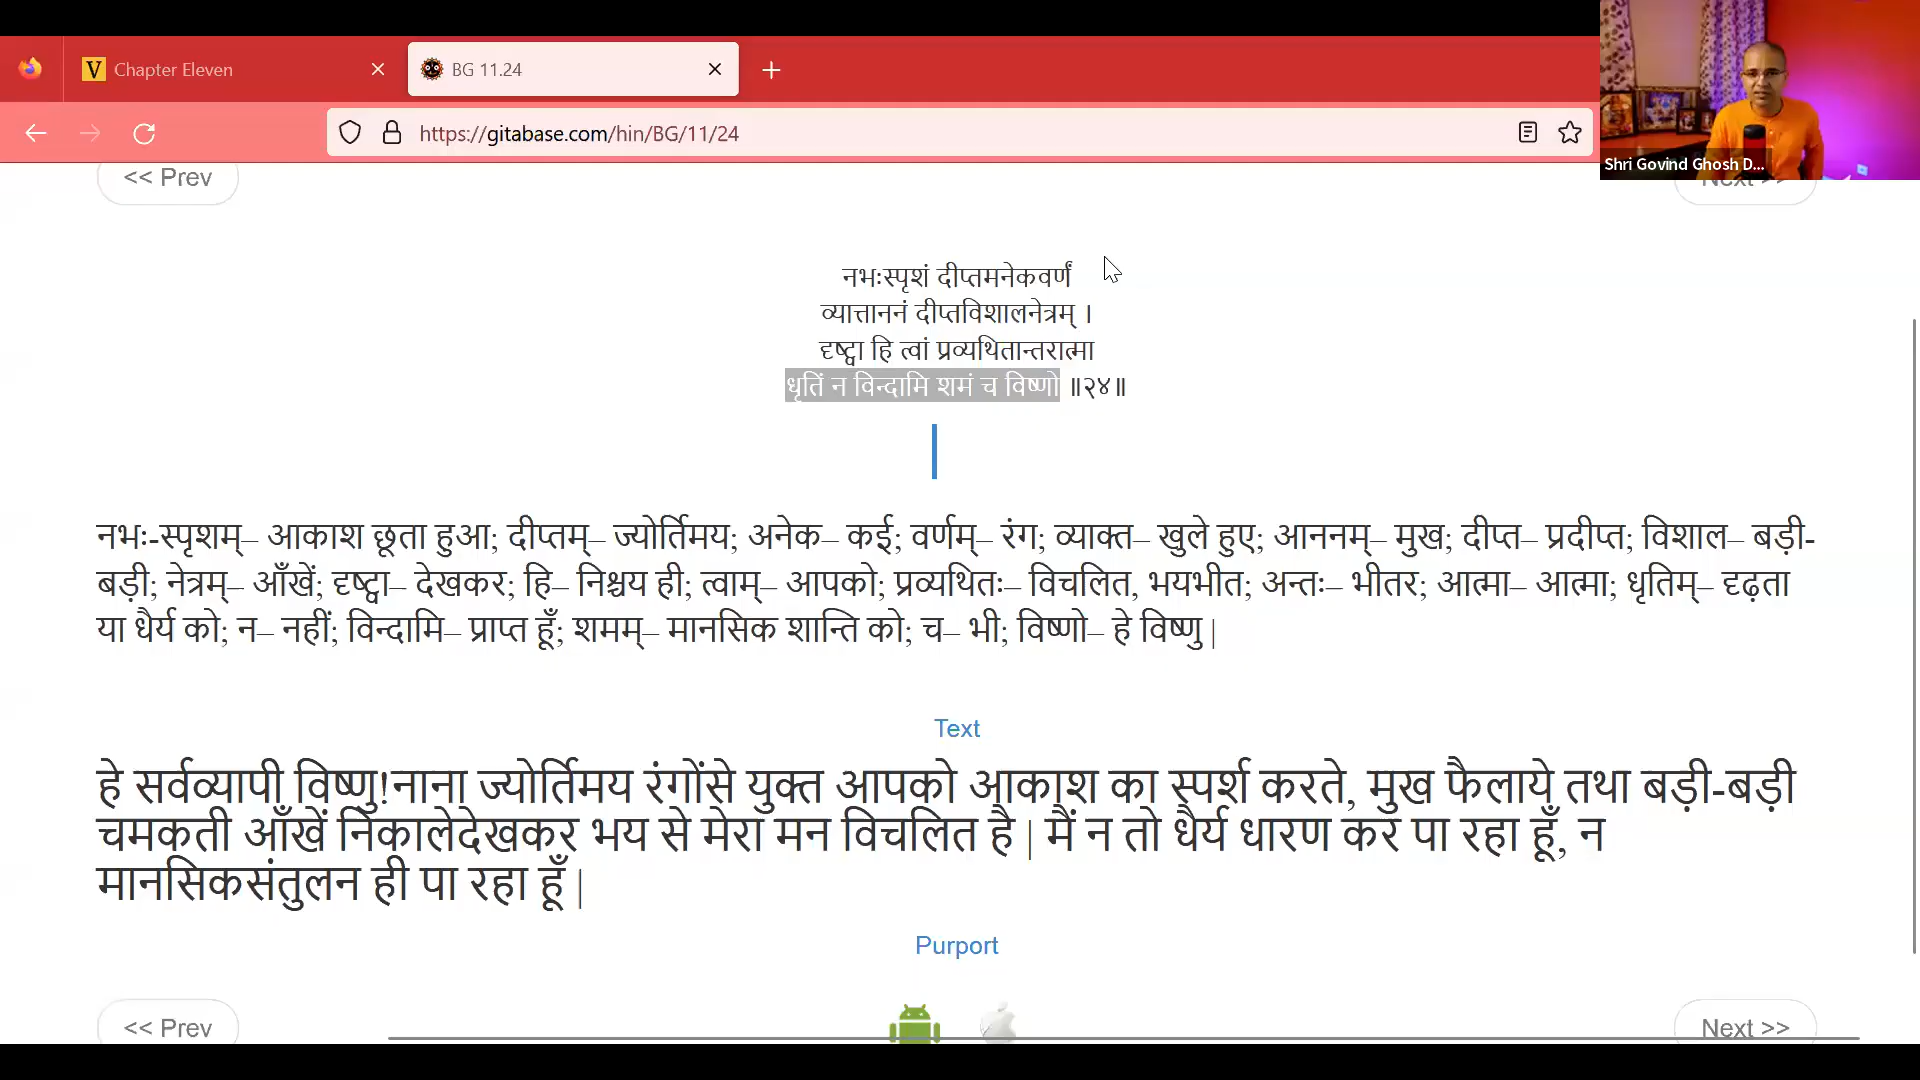 Chapter Eleven
BG 11.24
https://gitabase.com/hin/BG/11/24
Shri Govind Ghosh D...
<< Prev
Next >>
नभःस्पृशं दीप्तमनेकवर्णं
व्यात्ताननं दीप्तविशालनेत्रम् ।
दृष्ट्वा हि त्वां प्रव्यथितान्तरात्मा
धृतिं न विन्दामि शमं च विष्णो ॥२४॥
नभः-स्पृशम्– आकाश छूता हुआ; दीप्तम्– ज्योर्तिमय; अनेक– कई; वर्णम्– रंग; व्याक्त– खुले हुए; आननम्– मुख; दीप्त– प्रदीप्त; विशाल– बड़ी-
बड़ी; नेत्रम्– आँखें; दृष्ट्वा– देखकर; हि– निश्चय ही; त्वाम्– आपको; प्रव्यथितः– विचलित, भयभीत; अन्तः– भीतर; आत्मा– आत्मा; धृतिम्– दृढ़ता
या धैर्य को; न– नहीं; विन्दामि– प्राप्त हूँ; शमम्– मानसिक शान्ति को; च– भी; विष्णो– हे विष्णु |
Text
हे सर्वव्यापी विष्णु!नाना ज्योर्तिमय रंगोंसे युक्त आपको आकाश का स्पर्श करते, मुख फैलाये तथा बड़ी-बड़ी
चमकती आँखें निकालेदेखकर भय से मेरा मन विचलित है | मैं न तो धैर्य धारण कर पा रहा हूँ, न
मानसिकसंतुलन ही पा रहा हूँ |
Purport
<< Prev
Next >>